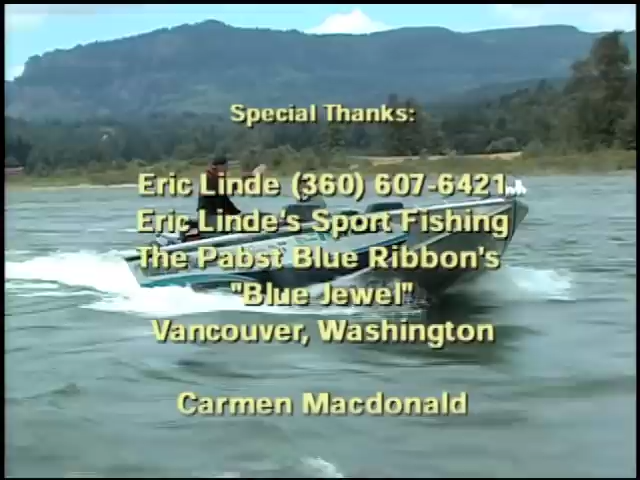 Special Thanks:
Eric Linde (360) 607-6421
Eric Linde's Sport Fishing
The Pabst Blue Ribbon's
"Blue Jewel"
Vancouver, Washington
Carmen Macdonald